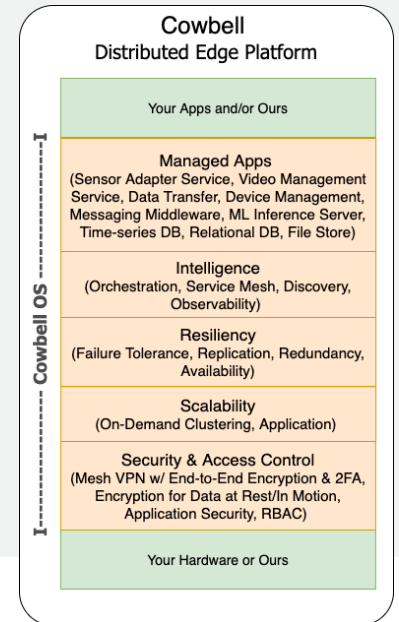 Cowbell
Distributed Edge Platform
Your Apps and/or Ours
I------------ Cowbell OS ------------I
Managed Apps
(Sensor Adapter Service, Video Management
Service, Data Transfer, Device Management,
Messaging Middleware, ML Inference Server,
Time-series DB, Relational DB, File Store)
Intelligence
(Orchestration, Service Mesh, Discovery,
Observability)
Resiliency
(Failure Tolerance, Replication, Redundancy,
Availability)
Scalability
(On-Demand Clustering, Application)
Security & Access Control
(Mesh VPN w/ End-to-End Encryption & 2FA,
Encryption for Data at Rest/In Motion,
Application Security, RBAC)
Your Hardware or Ours